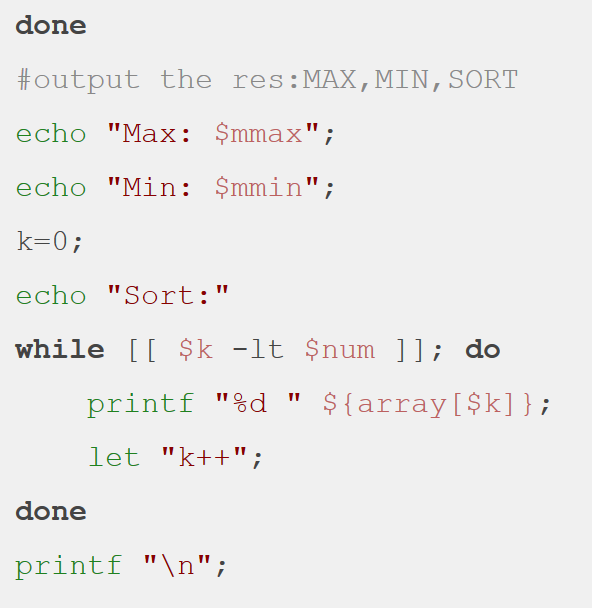 done
#output the res:MAX,MIN,SORT
echo "Max: $mmax";
echo "Min: $mmin";
k=0;
echo "Sort:"
while [[ $k -lt $num ]]; do
    printf "%d " ${array[$k]};
    let "k++";
done
printf "\n";